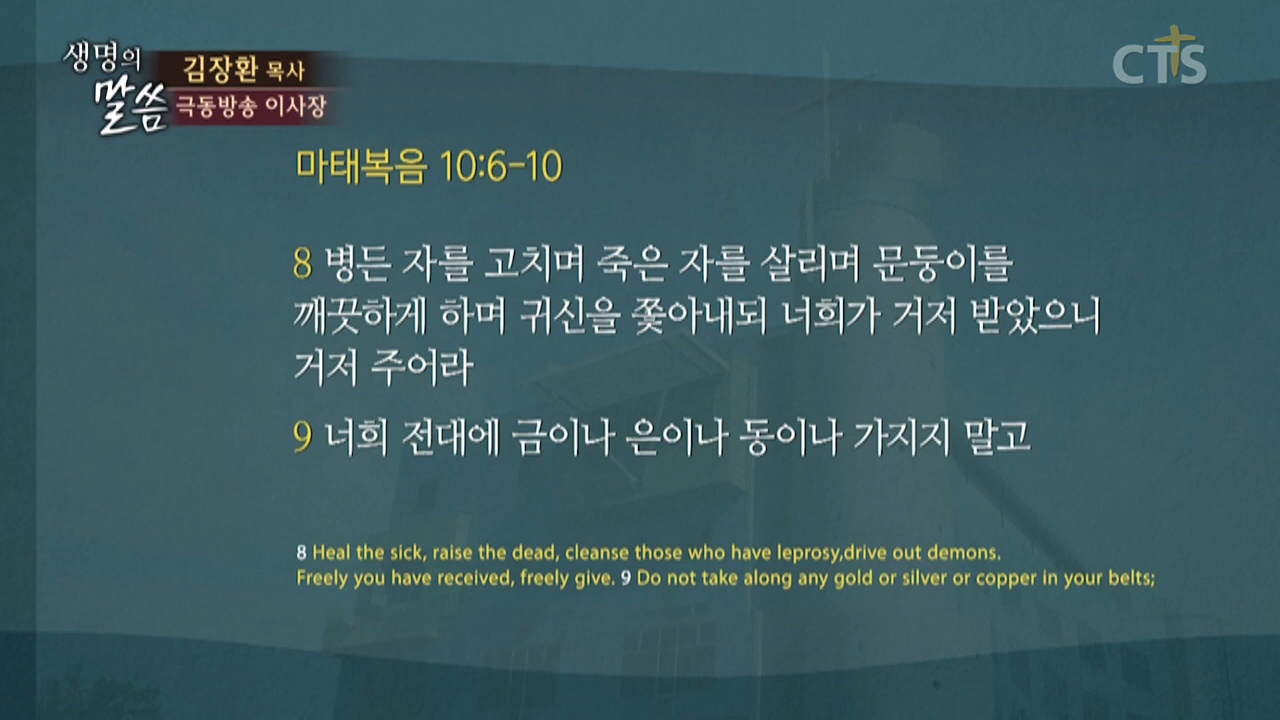 생명의
말씀
김장환 목사
극동방송 이사장
CTS
마태복음 10:6-10
8 병든 자를 고치며 죽은 자를 살리며 문둥이를
깨끗하게 하며 귀신을 쫓아내되 너희가 거저 받았으니
거저 주어라
9 너희 전대에 금이나 은이나 동이나 가지지 말고
8 Heal the sick, raise the dead, cleanse those who have leprosy,drive out demons.
Freely you have received, freely give. 9 Do not take along any gold or silver or copper in your belts;